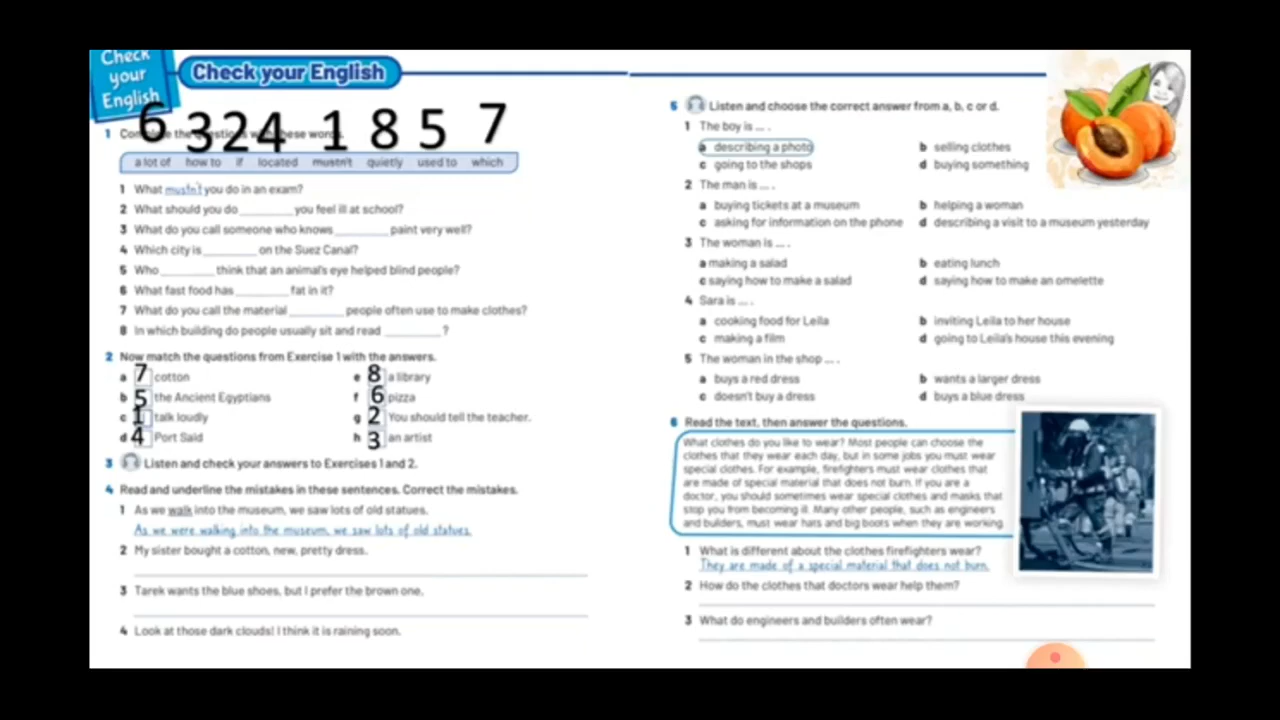 Check your English
Check your English
6 3 2 4 1 8 5 7
1 Complete the questions with these words.
a lot of how to if located mustn't quietly used to which
1 What mustn't you do in an exam?
2 What should you do ________ you feel ill at school?
3 What do you call someone who knows ________ paint very well?
4 Which city is ________ on the Suez Canal?
5 Who ________ think that an animal's eye helped blind people?
6 What fast food has ________ fat in it?
7 What do you call the material ________ people often use to make clothes?
8 In which building do people usually sit and read ________ ?
2 Now match the questions from Exercise 1 with the answers.
a 7 cotton
b 5 the Ancient Egyptians
c 1 talk loudly
d 4 Port Said
e 8 a library
f 6 pizza
g 2 You should tell the teacher.
h 3 an artist
3 Listen and check your answers to Exercises 1 and 2.
4 Read and underline the mistakes in these sentences. Correct the mistakes.
1 As we walk into the museum, we saw lots of old statues.
As we were walking into the museum, we saw lots of old statues.
2 My sister bought a cotton, new, pretty dress.
3 Tarek wants the blue shoes, but I prefer the brown one.
4 Look at those dark clouds! I think it is raining soon.
5 Listen and choose the correct answer from a, b, c or d.
1 The boy is ... .
a describing a photo b selling clothes
c going to the shops d buying something
2 The man is ... .
a buying tickets at a museum b helping a woman
c asking for information on the phone d describing a visit to a museum yesterday
3 The woman is ... .
a making a salad b eating lunch
c saying how to make a salad d saying how to make an omelette
4 Sara is ... .
a cooking food for Leila b inviting Leila to her house
c making a film d going to Leila's house this evening
5 The woman in the shop ... .
a buys a red dress b wants a larger dress
c doesn't buy a dress d buys a blue dress
6 Read the text, then answer the questions.
What clothes do you like to wear? Most people can choose the
clothes that they wear each day, but in some jobs you must wear
special clothes. For example, firefighters must wear clothes that
are made of special material that does not burn. If you are a
doctor, you should sometimes wear special clothes and masks that
stop you from becoming ill. Many other people, such as engineers
and builders, must wear hats and big boots when they are working.
1 What is different about the clothes firefighters wear?
They are made of a special material that does not burn.
2 How do the clothes that doctors wear help them?
3 What do engineers and builders often wear?